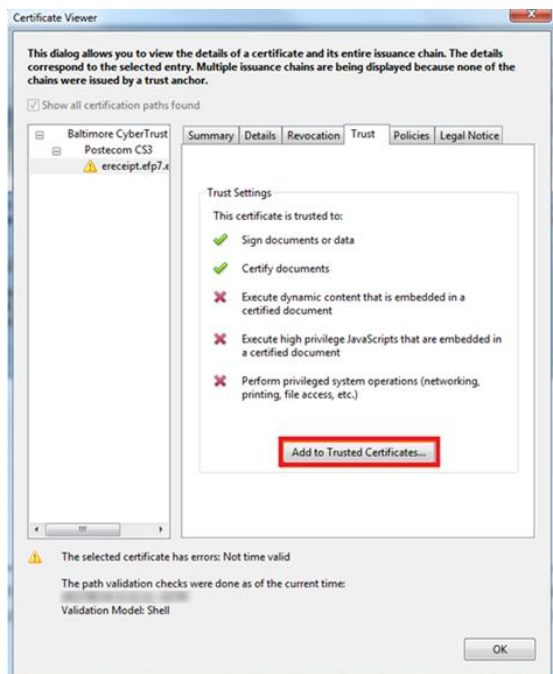 Certificate Viewer
This dialog allows you to view the details of a certificate and its entire issuance chain. The details
correspond to the selected entry. Multiple issuance chains are being displayed because none of the
chains were issued by a trust anchor.
Show all certification paths found
Baltimore CyberTrust
Postecom CS3
ereceipt.efp7.e
Summary Details Revocation Trust Policies Legal Notice
Trust Settings
This certificate is trusted to:
Sign documents or data
Certify documents
Execute dynamic content that is embedded in a
certified document
Execute high privilege JavaScripts that are embedded in
a certified document
Perform privileged system operations (networking,
printing, file access, etc.)
Add to Trusted Certificates...
The selected certificate has errors: Not time valid
The path validation checks were done as of the current time:
Validation Model: Shell
OK